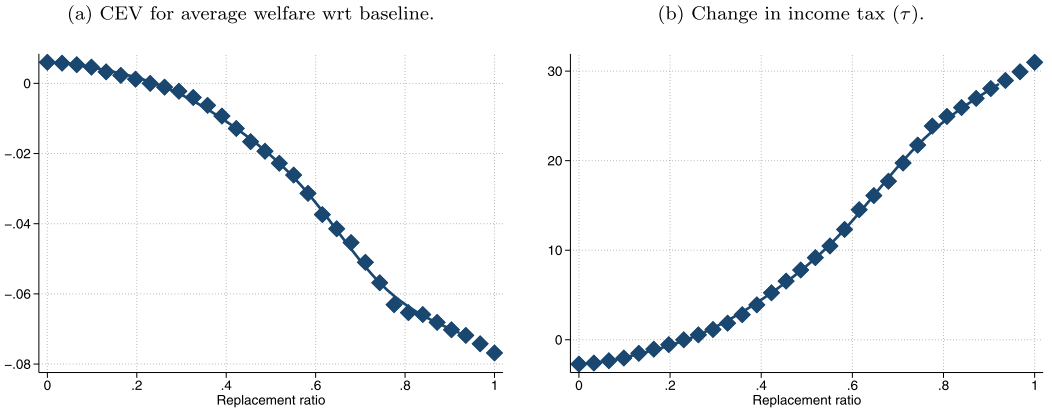 (a) CEV for average welfare wrt baseline.
0
−.02
−.04
−.06
−.08
0 .2 .4 .6 .8 1
Replacement ratio
(b) Change in income tax (τ).
30
20
10
0
0 .2 .4 .6 .8 1
Replacement ratio